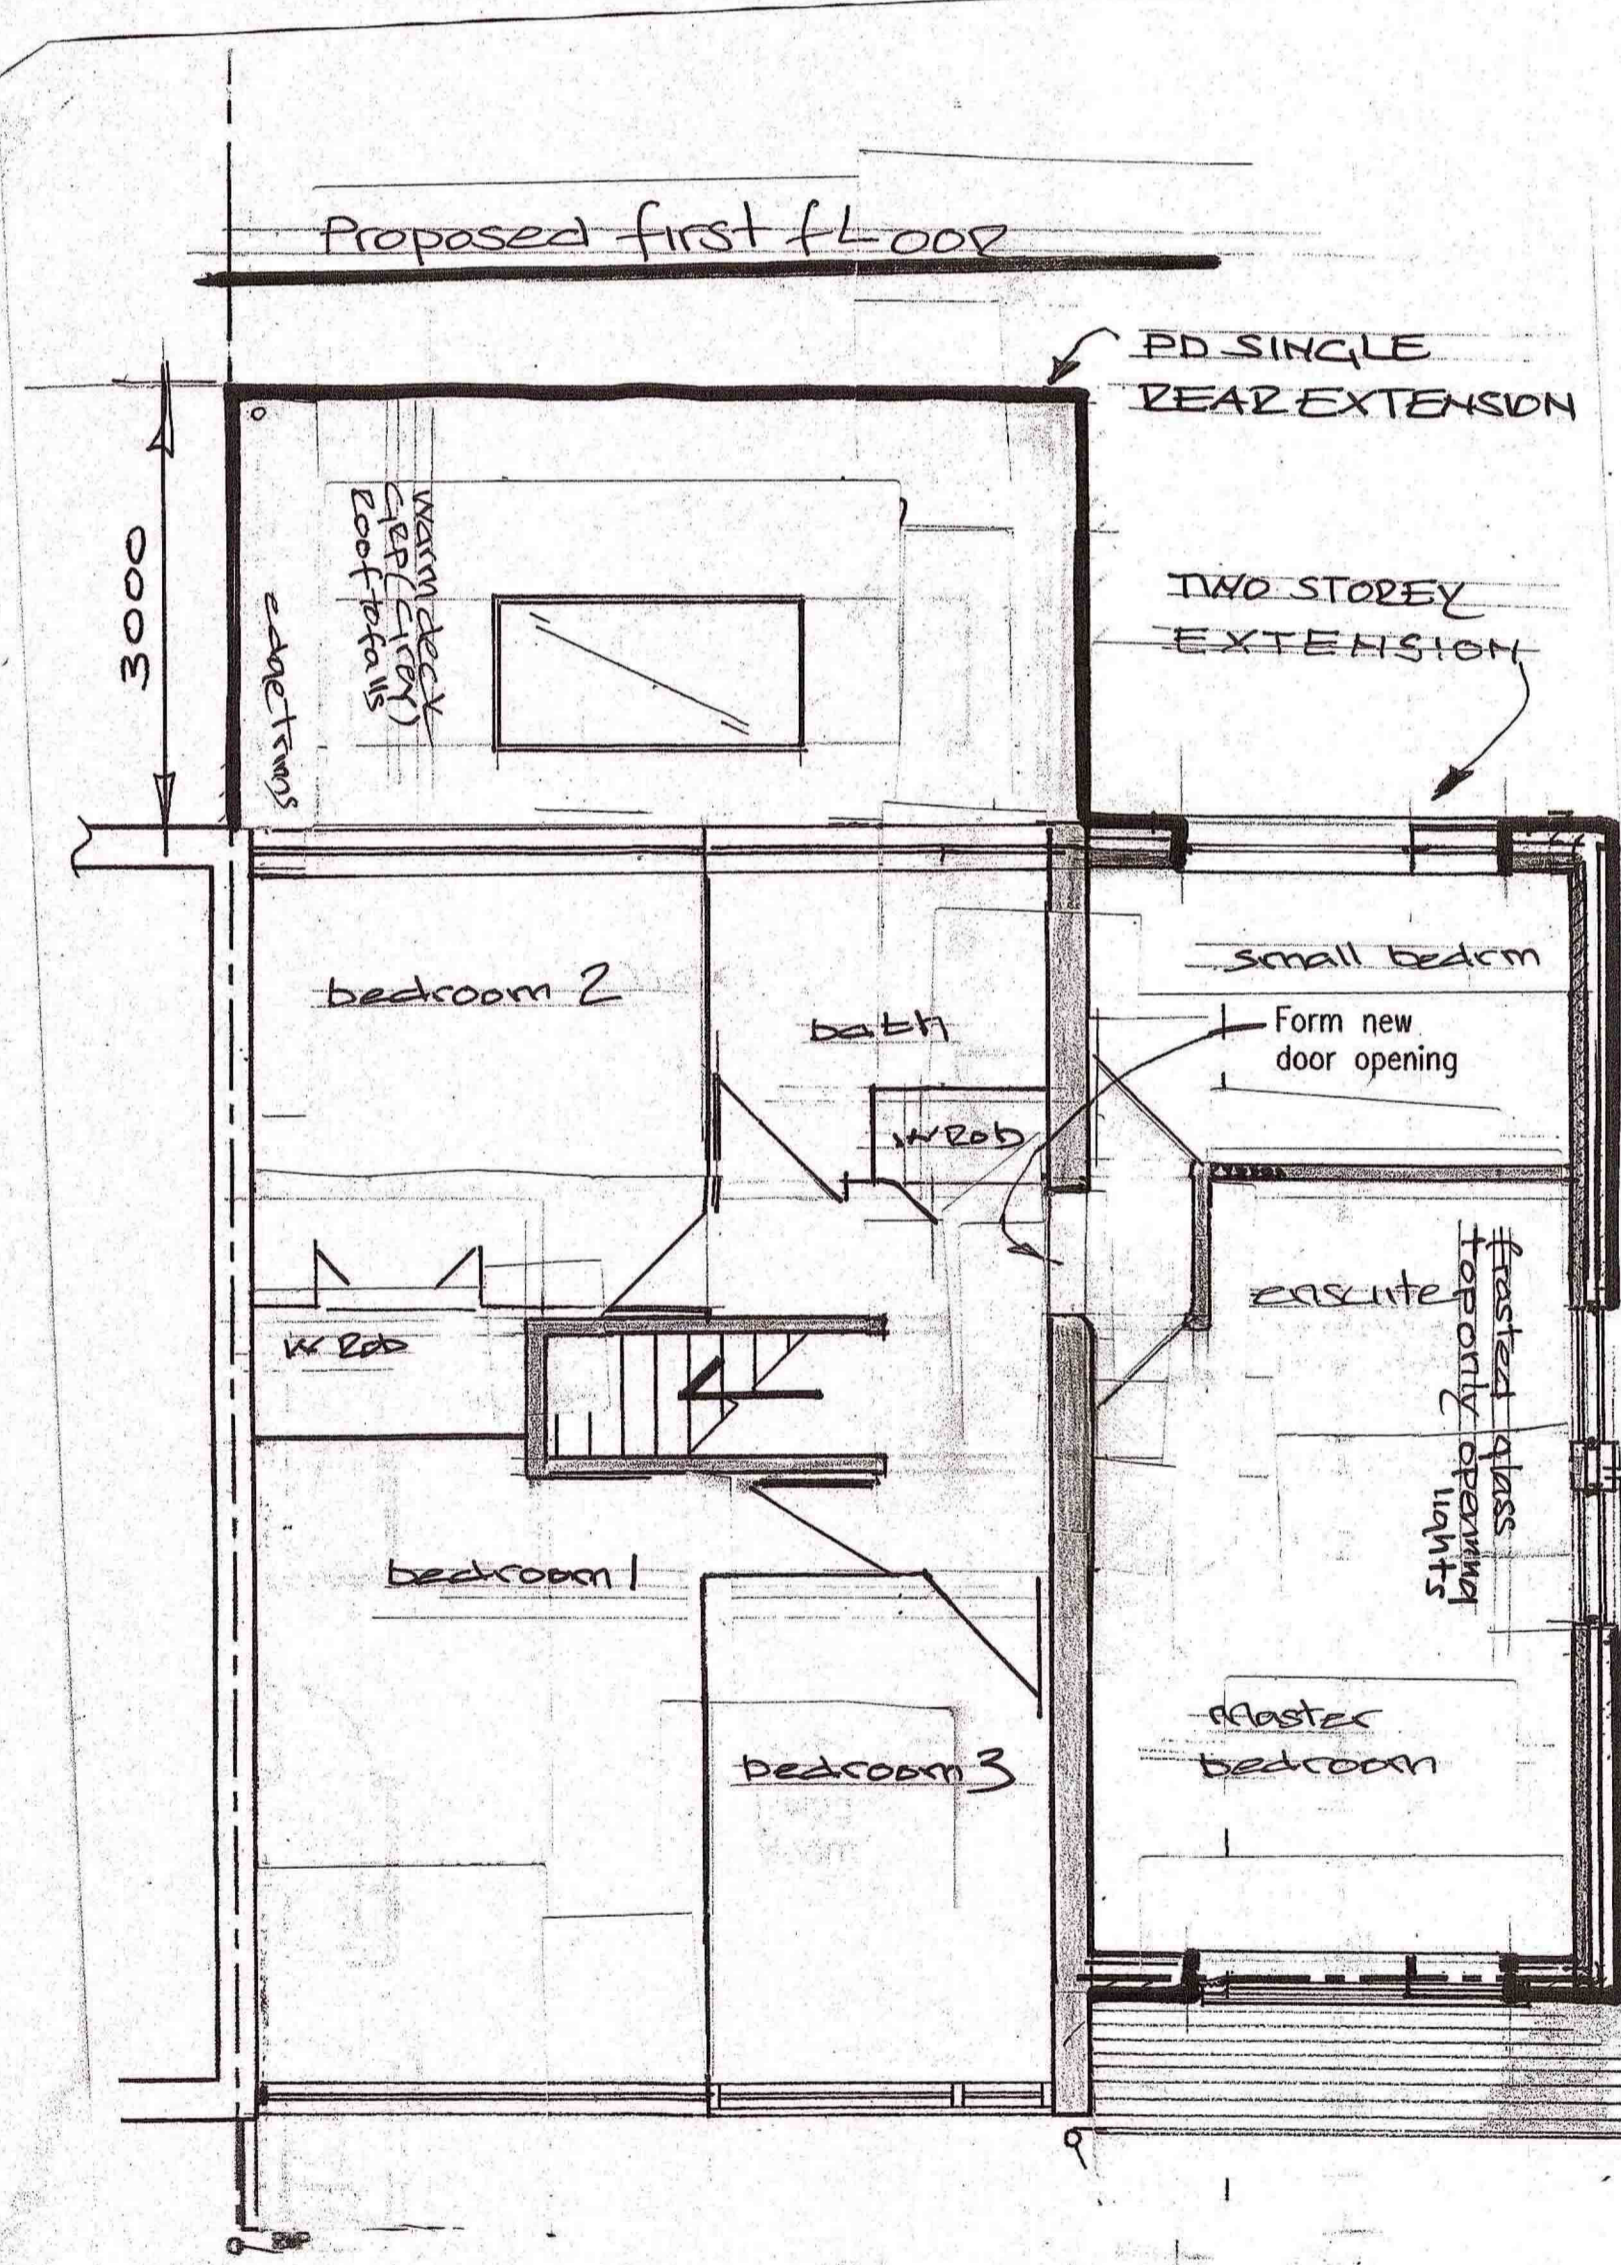 Proposed first fLOOR
PD SINGLE
REAR EXTENSION
3000
warm deck
GRP (Grey)
Roof to falls
edge trims
TWO STOREY
EXTENSION
bedroom 2
bath
small bedrm
Form new
door opening
W Rob
ensuite
frosted glass
top only opening
lights
W Rob
bedroom 1
bedroom 3
Master
bedroom